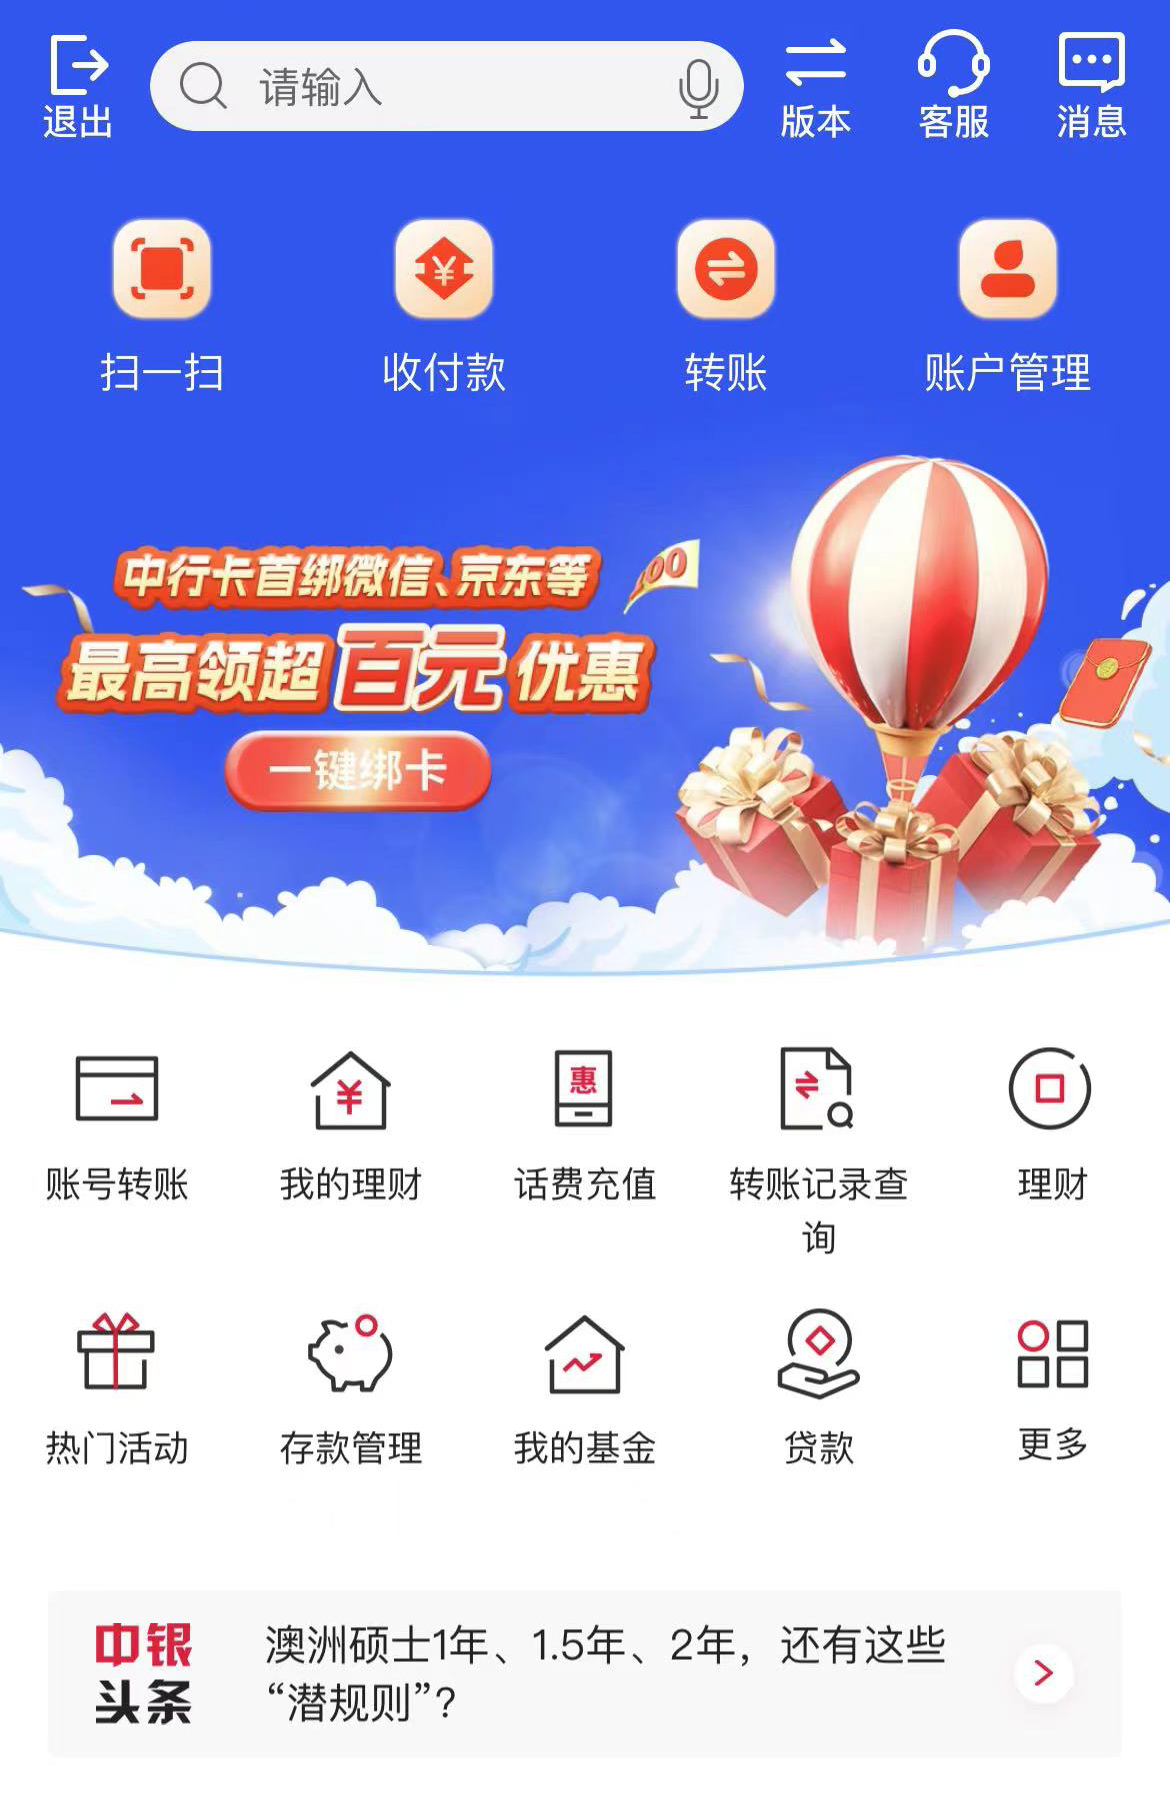 请输入
退出
版本
客服
消息
扫一扫
收付款
转账
账户管理
中行卡首绑微信、京东等
100
最高领超百元优惠
一键绑卡
惠
账号转账
我的理财
话费充值
转账记录查
询
理财
热门活动
存款管理
我的基金
贷款
更多
中银
头条
澳洲硕士1年、1.5年、2年，还有这些
“潜规则”?